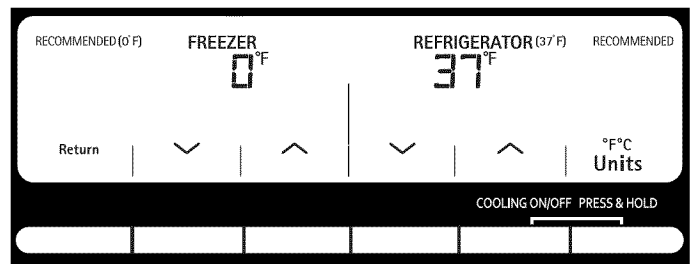 RECOMMENDED (0°F) FREEZER REFRIGERATOR (37°F) RECOMMENDED
0°F 37°F
Return °F°C
Units
COOLING ON/OFF PRESS & HOLD